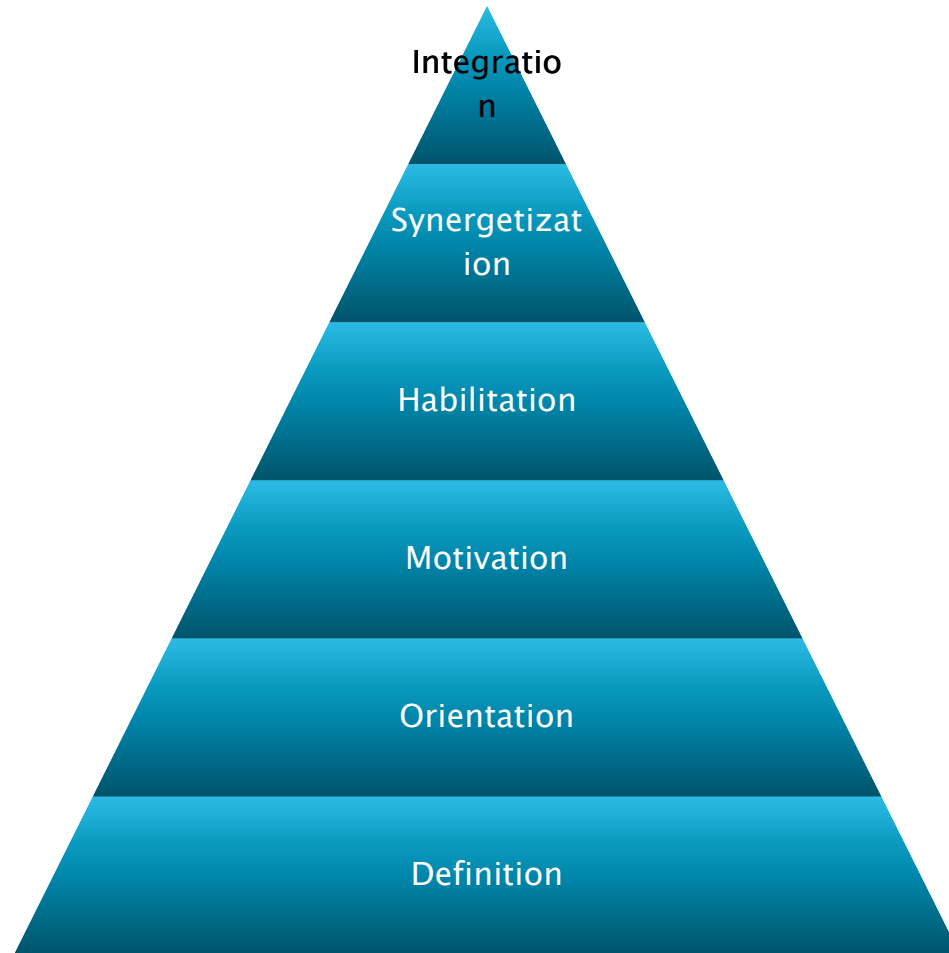 Integratio
n
Synergetizat
ion
Habilitation
Motivation
Orientation
Definition